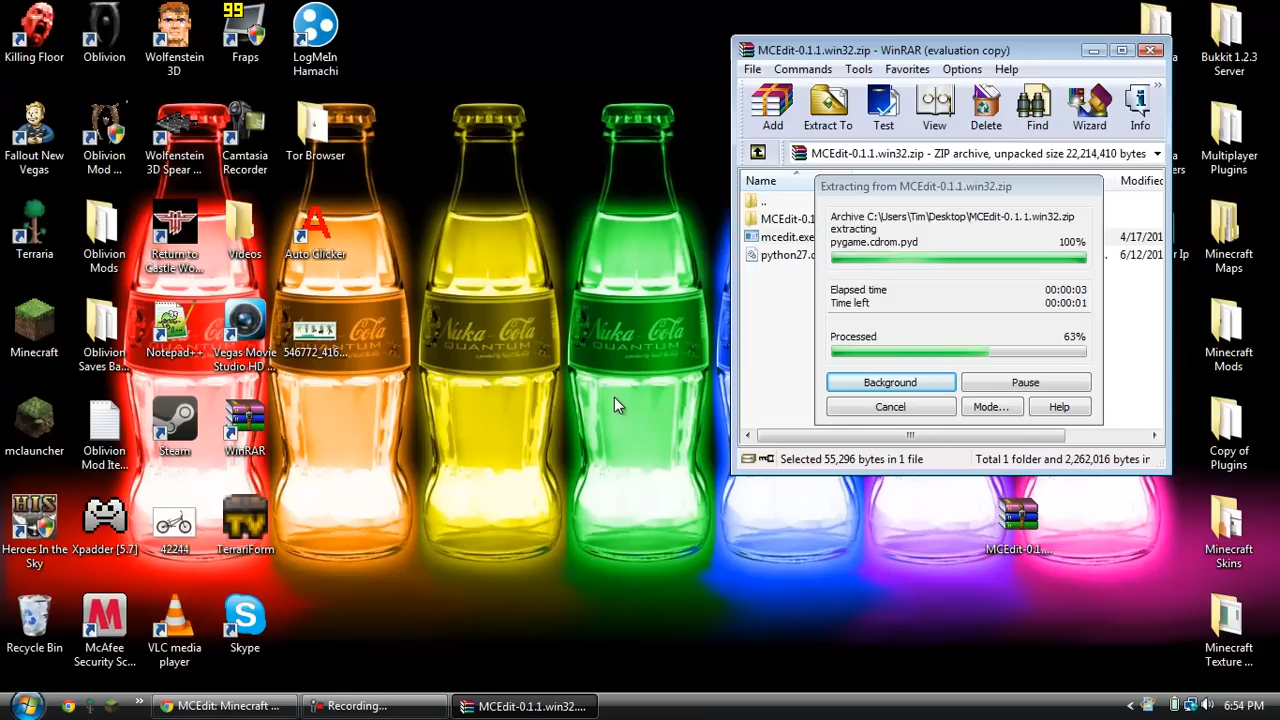 99
Killing Floor
Oblivion
Wolfenstein
3D
Fraps
LogMeIn
Hamachi
Fallout New
Vegas
Oblivion
Mod ...
Wolfenstein
3D Spear ...
Camtasia
Recorder
Tor Browser
Terraria
Oblivion
Mods
Return to
Castle Wo...
Videos
A
Auto Clicker
Minecraft
Oblivion
Saves Ba...
Notepad++
Vegas Movie
Studio HD ...
546772_416...
mclauncher
Oblivion
Mod Ite...
Steam
WinRAR
HIS
Heroes In the
Sky
Xpadder [5.7]
42244
TV
TerrariForm
Recycle Bin
McAfee
Security Sc...
VLC media
player
Skype
Nuka Cola
QUANTUM
Nuka Cola
QUANTUM
MCEdit-0.1.1.win32.zip - WinRAR (evaluation copy)
File Commands Tools Favorites Options Help
Add Extract To Test View Delete Find Wizard Info
MCEdit-0.1.1.win32.zip - ZIP archive, unpacked size 22,214,410 bytes
Name
Modified
..
MCEdit-0.1
mcedit.exe
4/17/201
python27.d
6/12/201
Extracting from MCEdit-0.1.1.win32.zip
Archive C:\Users\Tim\Desktop\MCEdit-0.1.1.win32.zip
extracting
pygame.cdrom.pyd 100%
Elapsed time 00:00:03
Time left 00:00:01
Processed 63%
Background Pause
Cancel Mode... Help
Selected 55,296 bytes in 1 file Total 1 folder and 2,262,016 bytes in
MCEdit-0.1....
Bukkit 1.2.3
Server
Multiplayer
Plugins
Minecraft
Maps
Minecraft
Mods
Copy of
Plugins
Minecraft
Skins
Minecraft
Texture ...
MCEdit: Minecraft ...
Recording...
MCEdit-0.1.1.win32....
6:54 PM